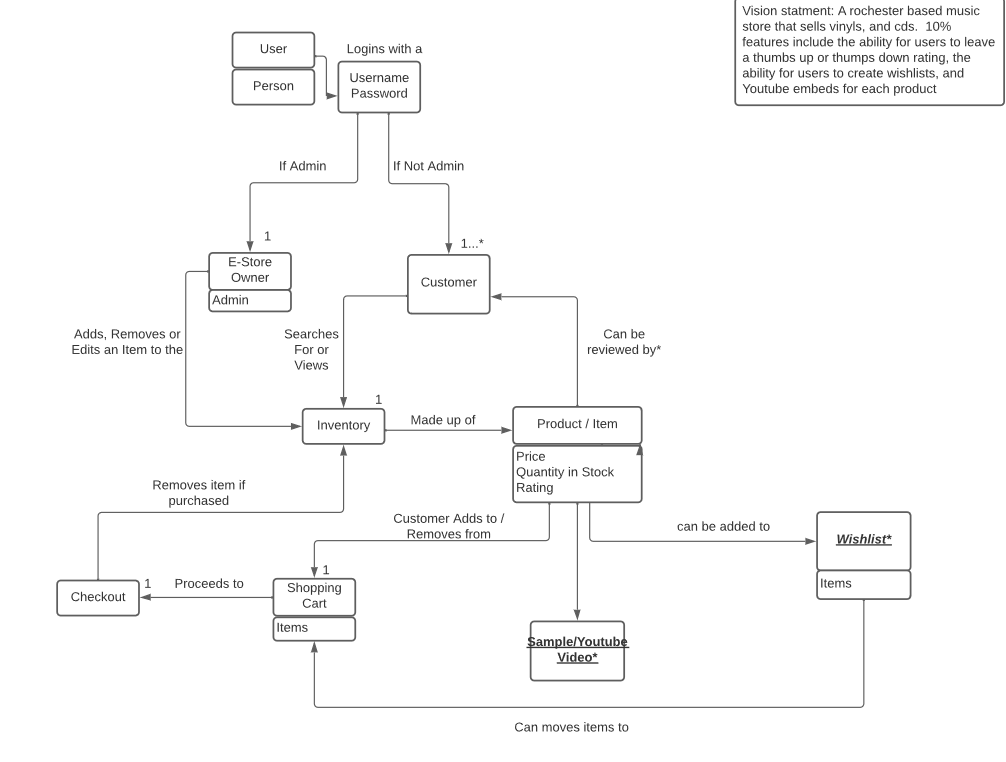 Vision statment: A rochester based music
store that sells vinyls, and cds.  10%
features include the ability for users to leave
a thumbs up or thumps down rating, the
ability for users to create wishlists, and
Youtube embeds for each product
User
Person
Logins with a
Username
Password
If Admin
If Not Admin
1
1...*
E-Store
Owner
Admin
Customer
Adds, Removes or
Edits an Item to the
Searches
For or
Views
Can be
reviewed by*
1
Inventory
Made up of
Product / Item
Price
Quantity in Stock
Rating
Removes item if
purchased
Customer Adds to /
Removes from
can be added to
Wishlist*
Items
1
Shopping
Cart
Items
Proceeds to
1
Checkout
Sample/Youtube
Video*
Can moves items to